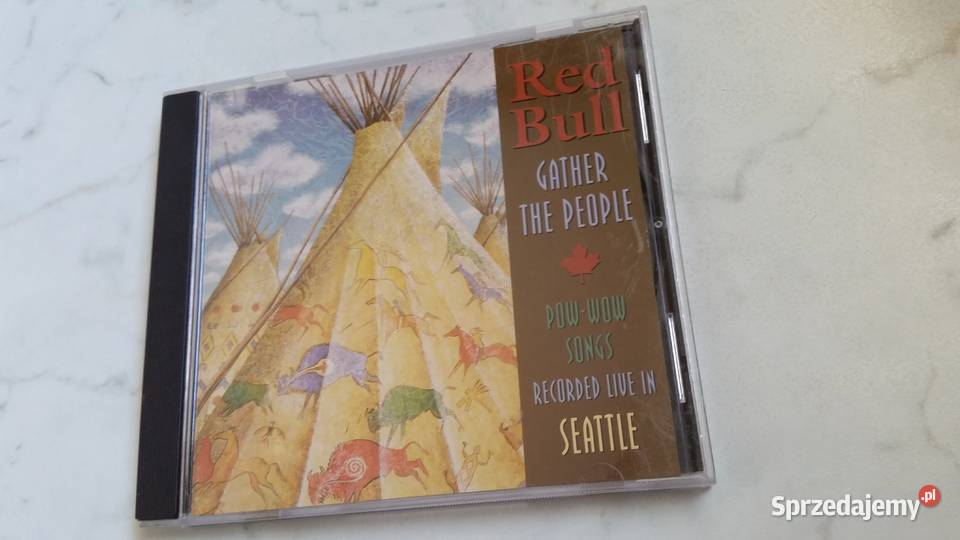 Red
Bull
GATHER
THE PEOPLE
POW-WOW
SONGS
RECORDED LIVE IN
SEATTLE
Sprzedajemy.pl